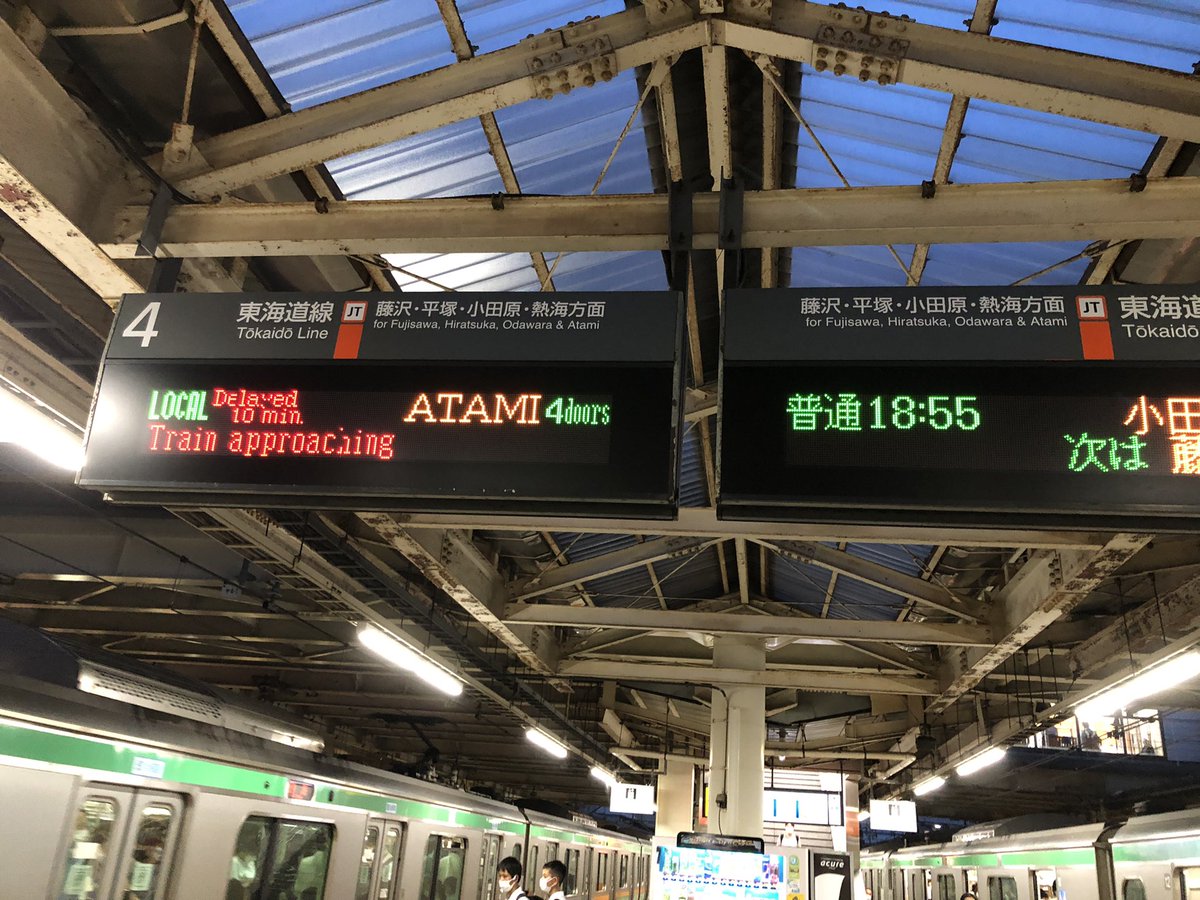 4 東海道線 JT 藤沢・平塚・小田原・熱海方面
Tōkaidō Line for Fujisawa, Hiratsuka, Odawara & Atami
LOCAL Delayed 10 min. ATAMI 4doors
Train approaching
藤沢・平塚・小田原・熱海方面 JT 東海道
for Fujisawa, Hiratsuka, Odawara & Atami Tōkaidō
普通 18:55 小田
次は 藤
acure